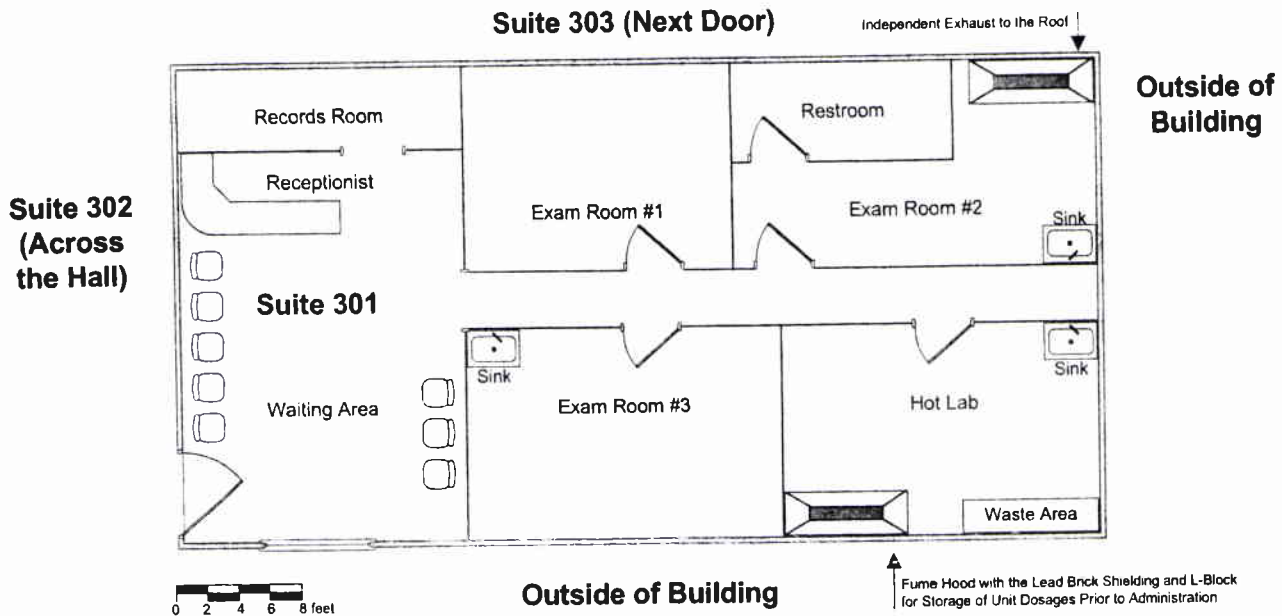 Suite 303 (Next Door)
Independent Exhaust to the Roof
Outside of
Building
Records Room
Restroom
Receptionist
Suite 302
(Across
the Hall)
Exam Room #1
Exam Room #2
Sink
Suite 301
Sink
Sink
Waiting Area
Exam Room #3
Hot Lab
Waste Area
0 2 4 6 8 feet
Outside of Building
Fume Hood with the Lead Brick Shielding and L-Block
for Storage of Unit Dosages Prior to Administration